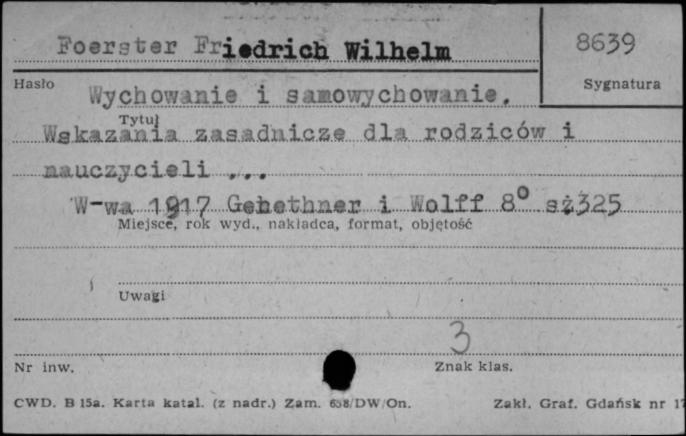 Foerster Friedrich Wilhelm
8639
Hasło
Sygnatura
Wychowanie i samowychowanie.
Tytuł
Wskazania zasadnicze dla rodziców i
nauczycieli ...
W-wa 1917 Gebethner i Wolff 8° sż325
Miejsce, rok wyd., nakładca, format, objętość
Uwagi
3
Nr inw.
Znak klas.
CWD. B 15a. Karta katal. (z nadr.) Zam. 658/DW/On.
Zakł. Graf. Gdańsk nr 17